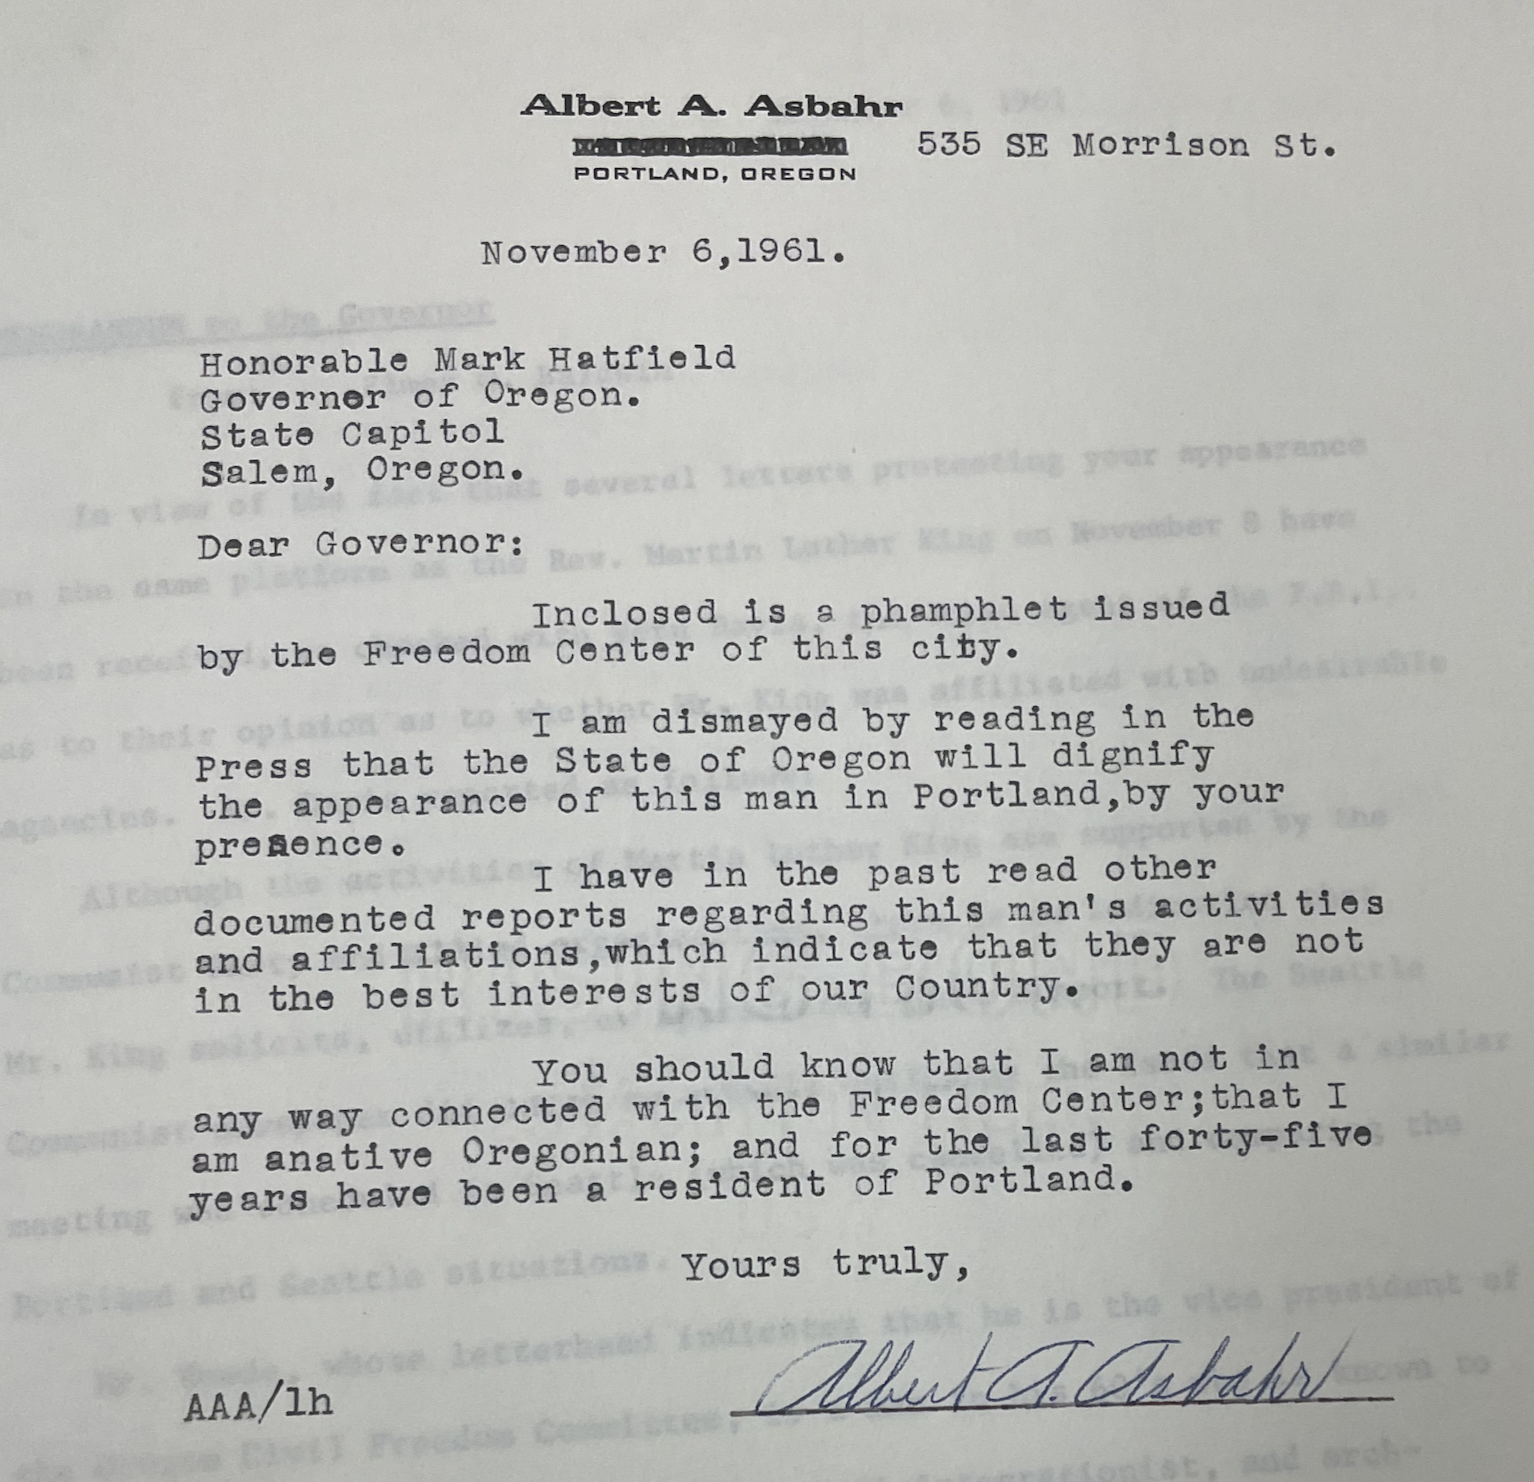 Albert A. Asbahr
535 SE Morrison St.
PORTLAND, OREGON
November 6,1961.
Honorable Mark Hatfield
Governor of Oregon.
State Capitol
Salem, Oregon.
Dear Governor:
Inclosed is a phamphlet issued
by the Freedom Center of this city.
I am dismayed by reading in the
Press that the State of Oregon will dignify
the appearance of this man in Portland,by your
presence.
I have in the past read other
documented reports regarding this man's activities
and affiliations,which indicate that they are not
in the best interests of our Country.
You should know that I am not in
any way connected with the Freedom Center;that I
am anative Oregonian; and for the last forty-five
years have been a resident of Portland.
Yours truly,
Albert A. Asbahr
AAA/lh